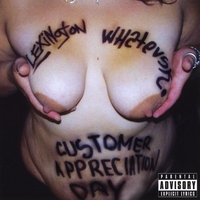 LEXINGTON
WHATEVER
CUSTOMER
APPRECIATION
DAY
PARENTAL
ADVISORY
EXPLICIT LYRICS